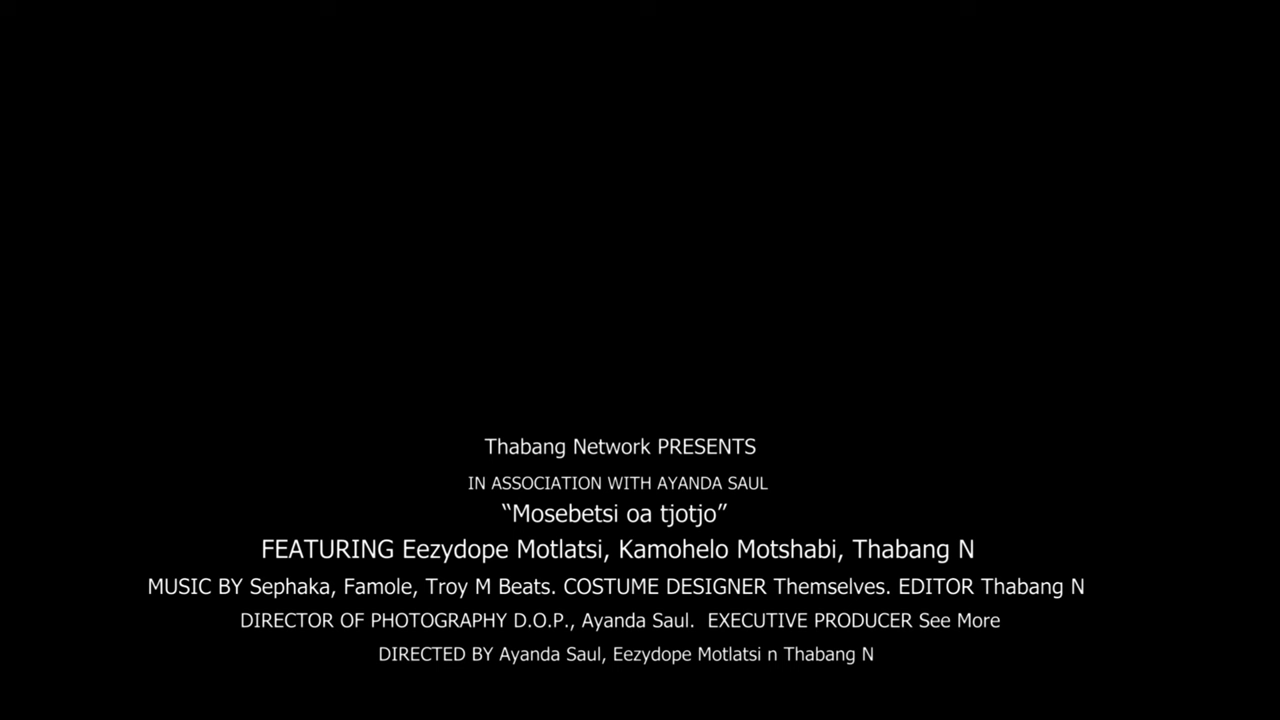 Thabang Network PRESENTS
IN ASSOCIATION WITH AYANDA SAUL
“Mosebetsi oa tjotjo”
FEATURING Eezydope Motlatsi, Kamohelo Motshabi, Thabang N
MUSIC BY Sephaka, Famole, Troy M Beats. COSTUME DESIGNER Themselves. EDITOR Thabang N
DIRECTOR OF PHOTOGRAPHY D.O.P., Ayanda Saul.  EXECUTIVE PRODUCER See More
DIRECTED BY Ayanda Saul, Eezydope Motlatsi n Thabang N